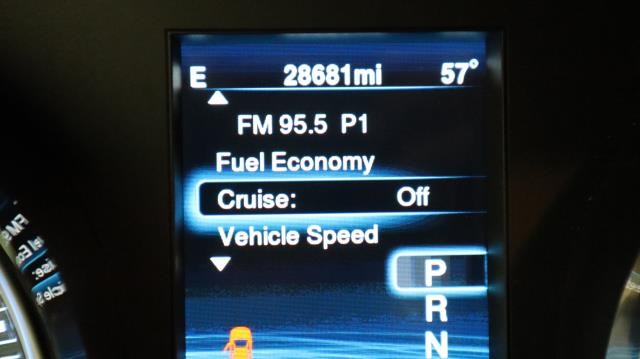 E 28681mi 57°
FM 95.5 P1
Fuel Economy
Cruise: Off
Vehicle Speed
P
R
N